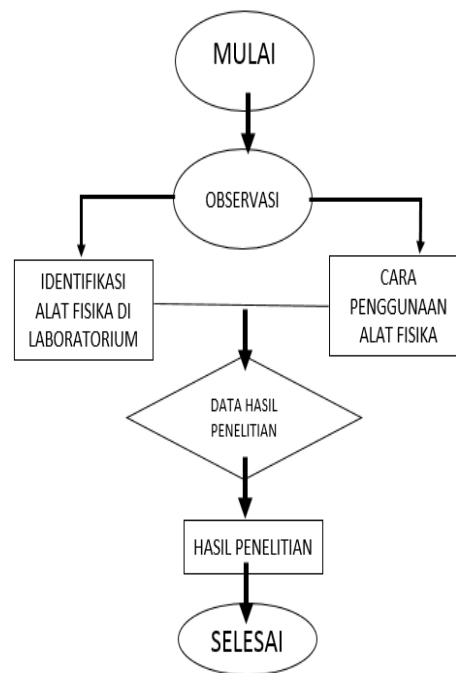 MULAI
OBSERVASI
IDENTIFIKASI
ALAT FISIKA DI
LABORATORIUM
CARA
PENGGUNAAN
ALAT FISIKA
DATA HASIL
PENELITIAN
HASIL PENELITIAN
SELESAI